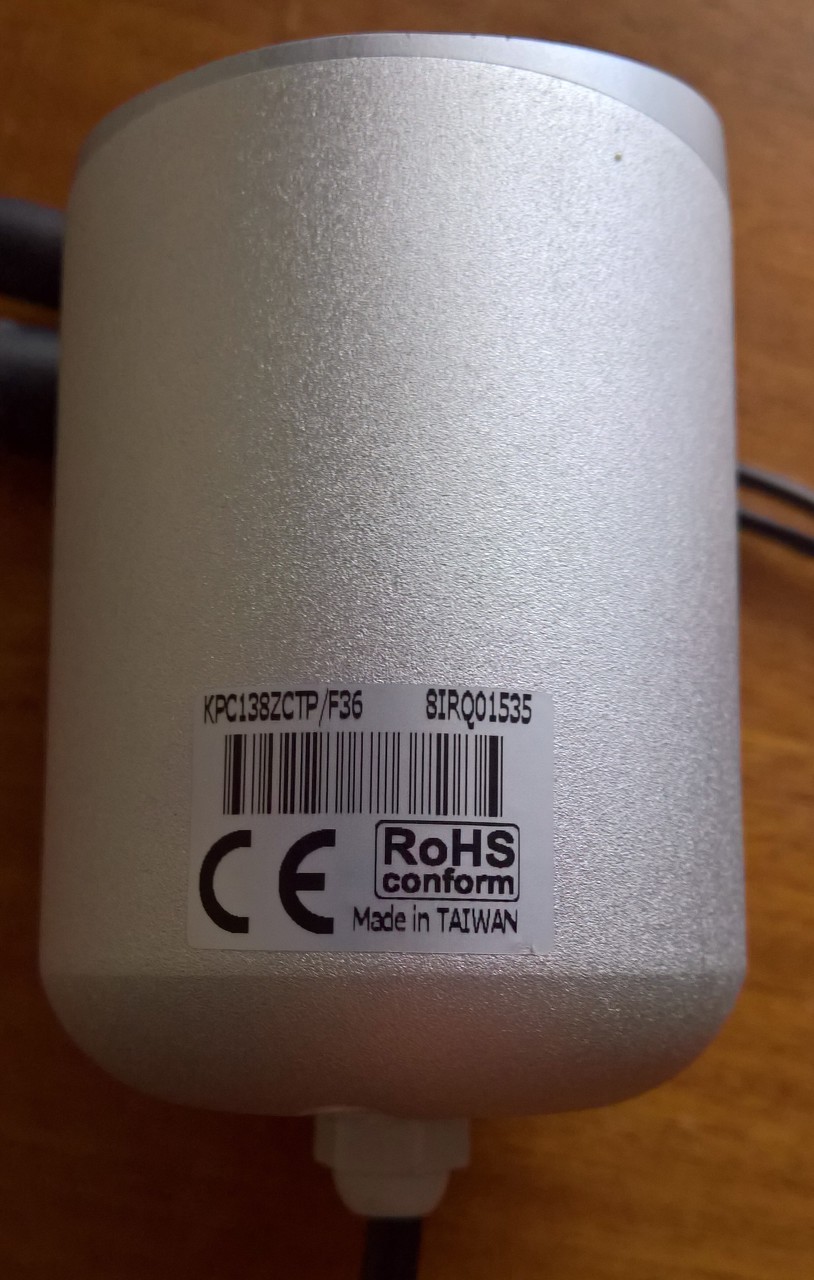 KPC138ZCTP/F36 8IRQ01535
CE RoHS
conform
Made in TAIWAN